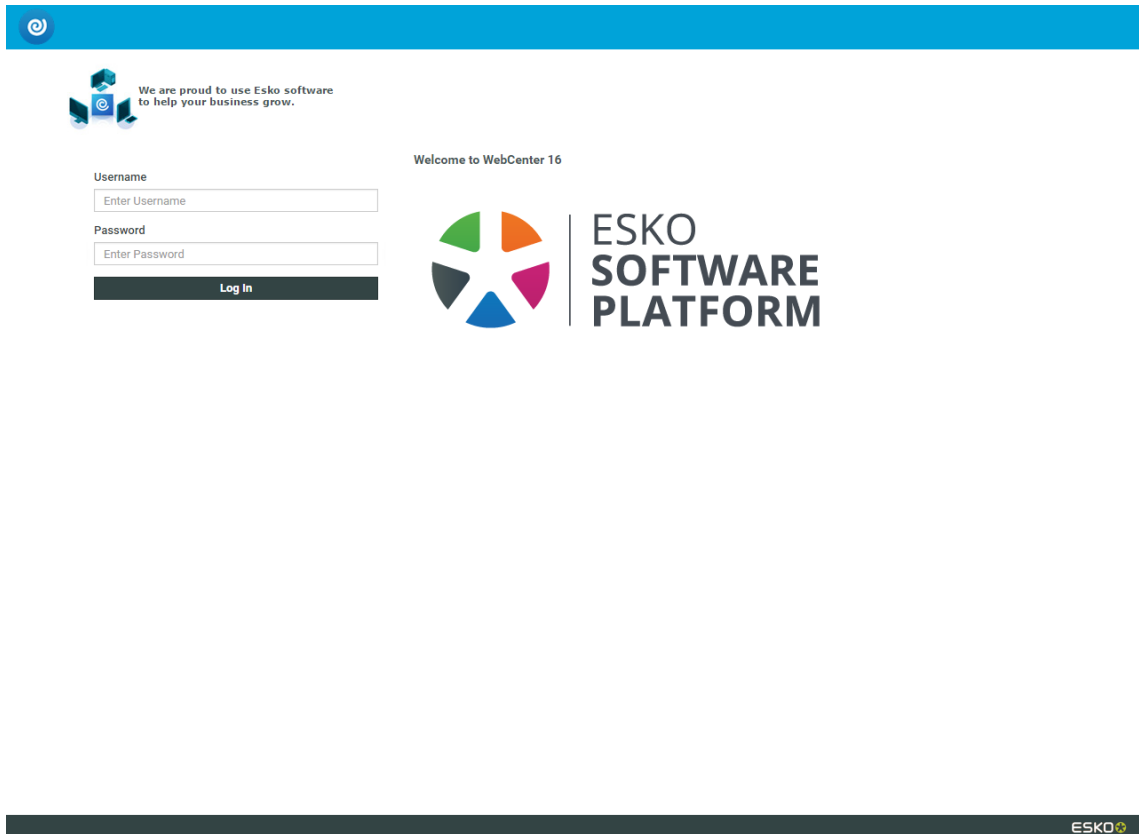 We are proud to use Esko software
to help your business grow.
Welcome to WebCenter 16
Username
Enter Username
Password
Enter Password
Log In
ESKO
SOFTWARE
PLATFORM
ESKO